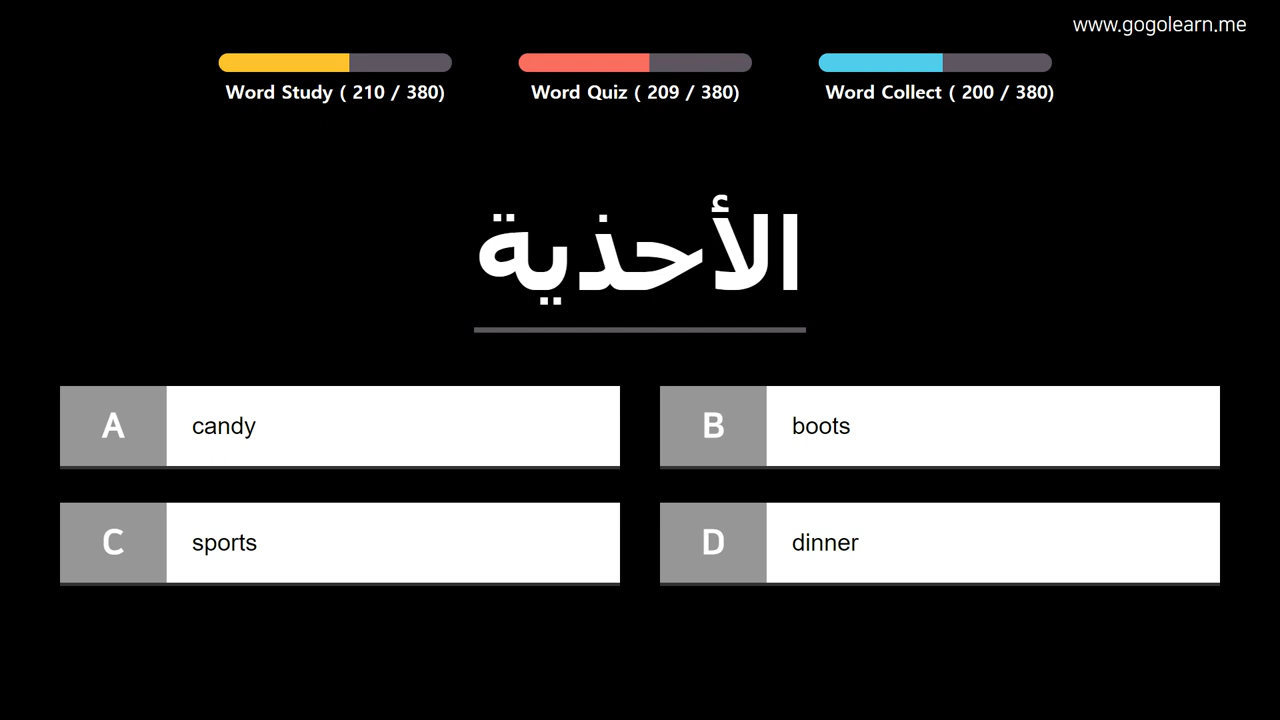 www.gogolearn.me
Word Study ( 210 / 380)
Word Quiz ( 209 / 380)
Word Collect ( 200 / 380)
الأحذية
A candy
B boots
C sports
D dinner